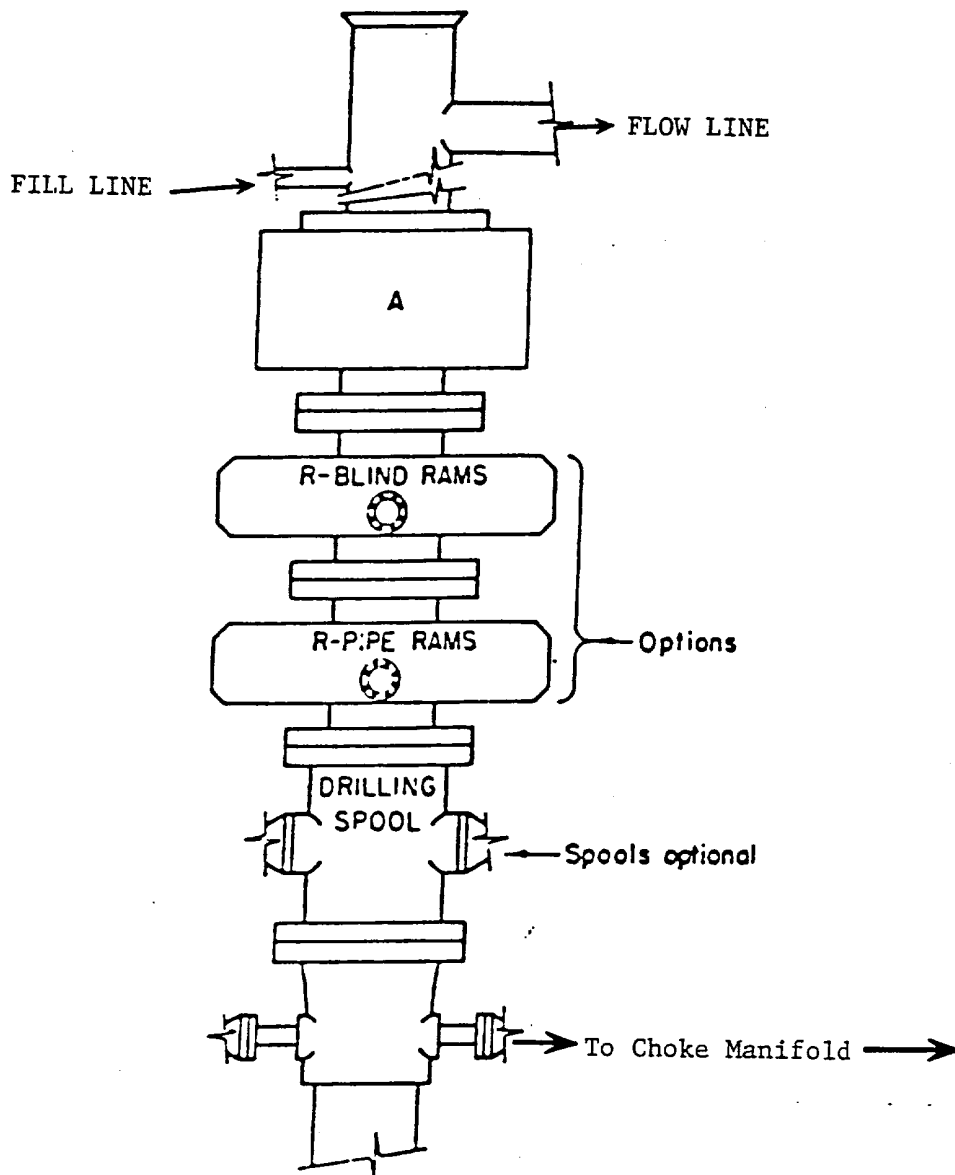 FLOW LINE
FILL LINE
A
R-BLIND RAMS
R-PIPE RAMS
Options
DRILLING
SPOOL
Spools optional
To Choke Manifold